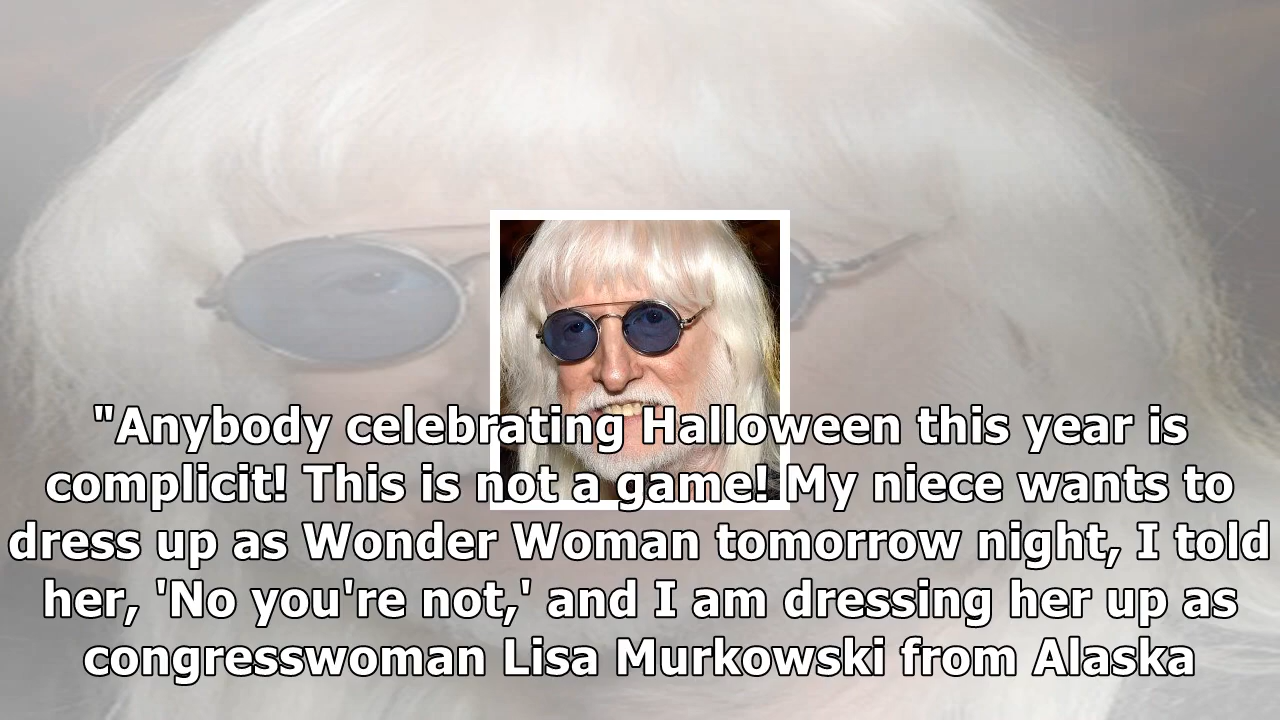 "Anybody celebrating Halloween this year is
complicit! This is not a game! My niece wants to
dress up as Wonder Woman tomorrow night, I told
her, 'No you're not,' and I am dressing her up as
congresswoman Lisa Murkowski from Alaska